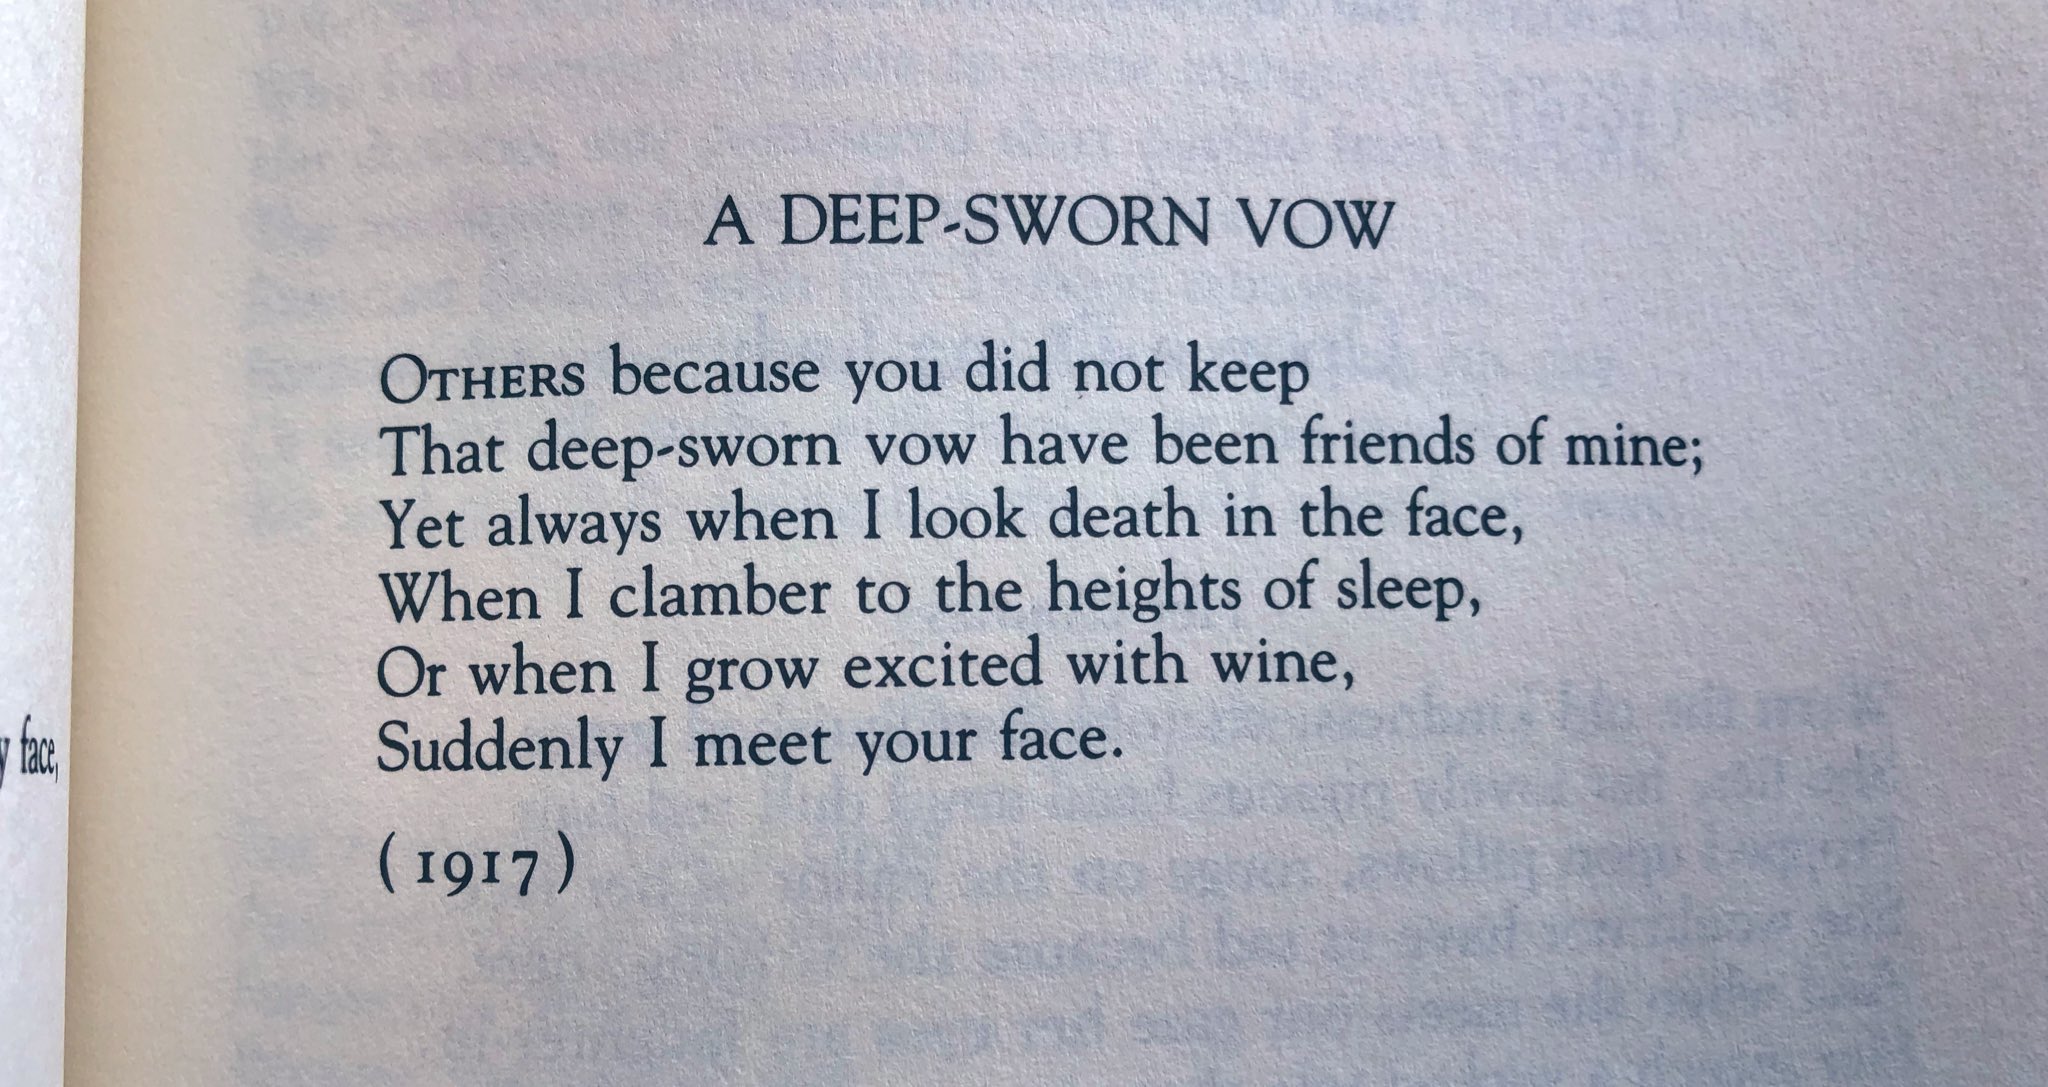 A DEEP-SWORN VOW
OTHERS because you did not keep
That deep-sworn vow have been friends of mine;
Yet always when I look death in the face,
When I clamber to the heights of sleep,
Or when I grow excited with wine,
Suddenly I meet your face.
(1917)
face,